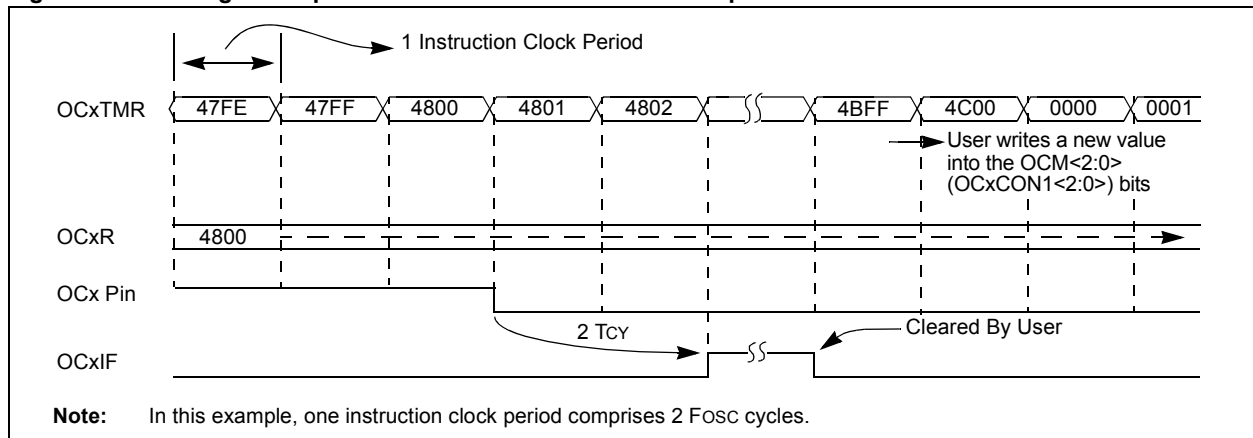 1 Instruction Clock Period
OCxTMR 47FE 47FF 4800 4801 4802 4BFF 4C00 0000 0001
User writes a new value
into the OCM<2:0>
(OCxCON1<2:0>) bits
OCxR 4800
OCx Pin
2 TCY
Cleared By User
OCxIF
Note: In this example, one instruction clock period comprises 2 FOSC cycles.